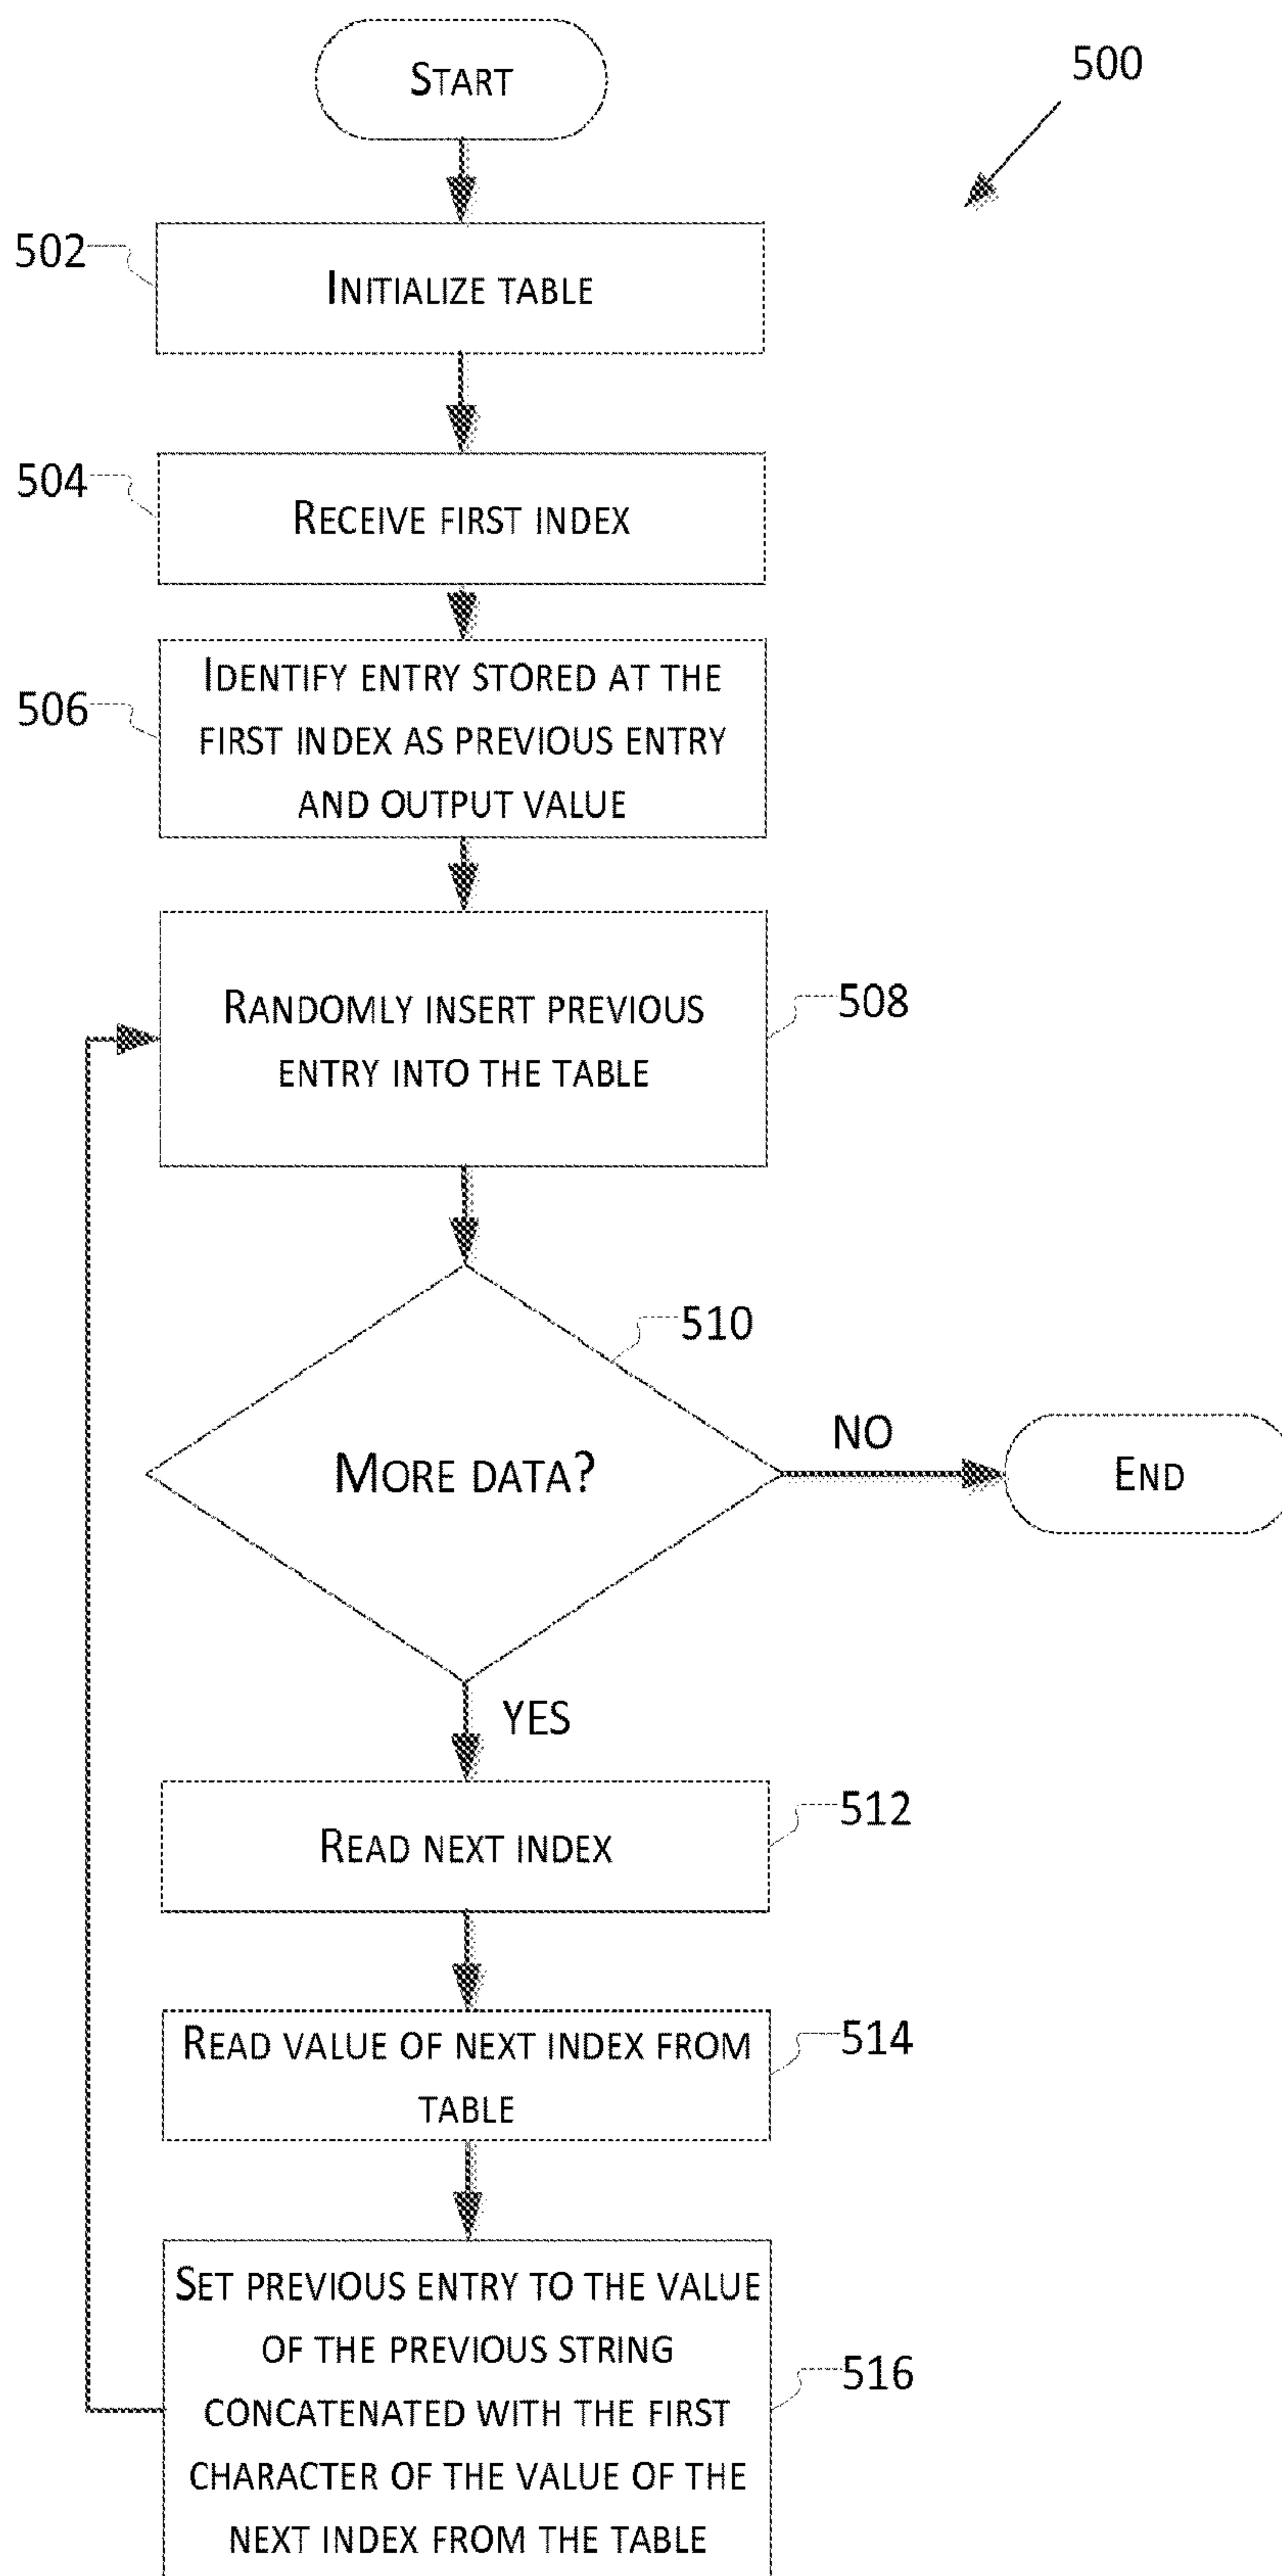 START
500
502
INITIALIZE TABLE
504
RECEIVE FIRST INDEX
506
IDENTIFY ENTRY STORED AT THE
FIRST INDEX AS PREVIOUS ENTRY
AND OUTPUT VALUE
508
RANDOMLY INSERT PREVIOUS
ENTRY INTO THE TABLE
510
MORE DATA?
NO
END
YES
512
READ NEXT INDEX
514
READ VALUE OF NEXT INDEX FROM
TABLE
516
SET PREVIOUS ENTRY TO THE VALUE
OF THE PREVIOUS STRING
CONCATENATED WITH THE FIRST
CHARACTER OF THE VALUE OF THE
NEXT INDEX FROM THE TABLE